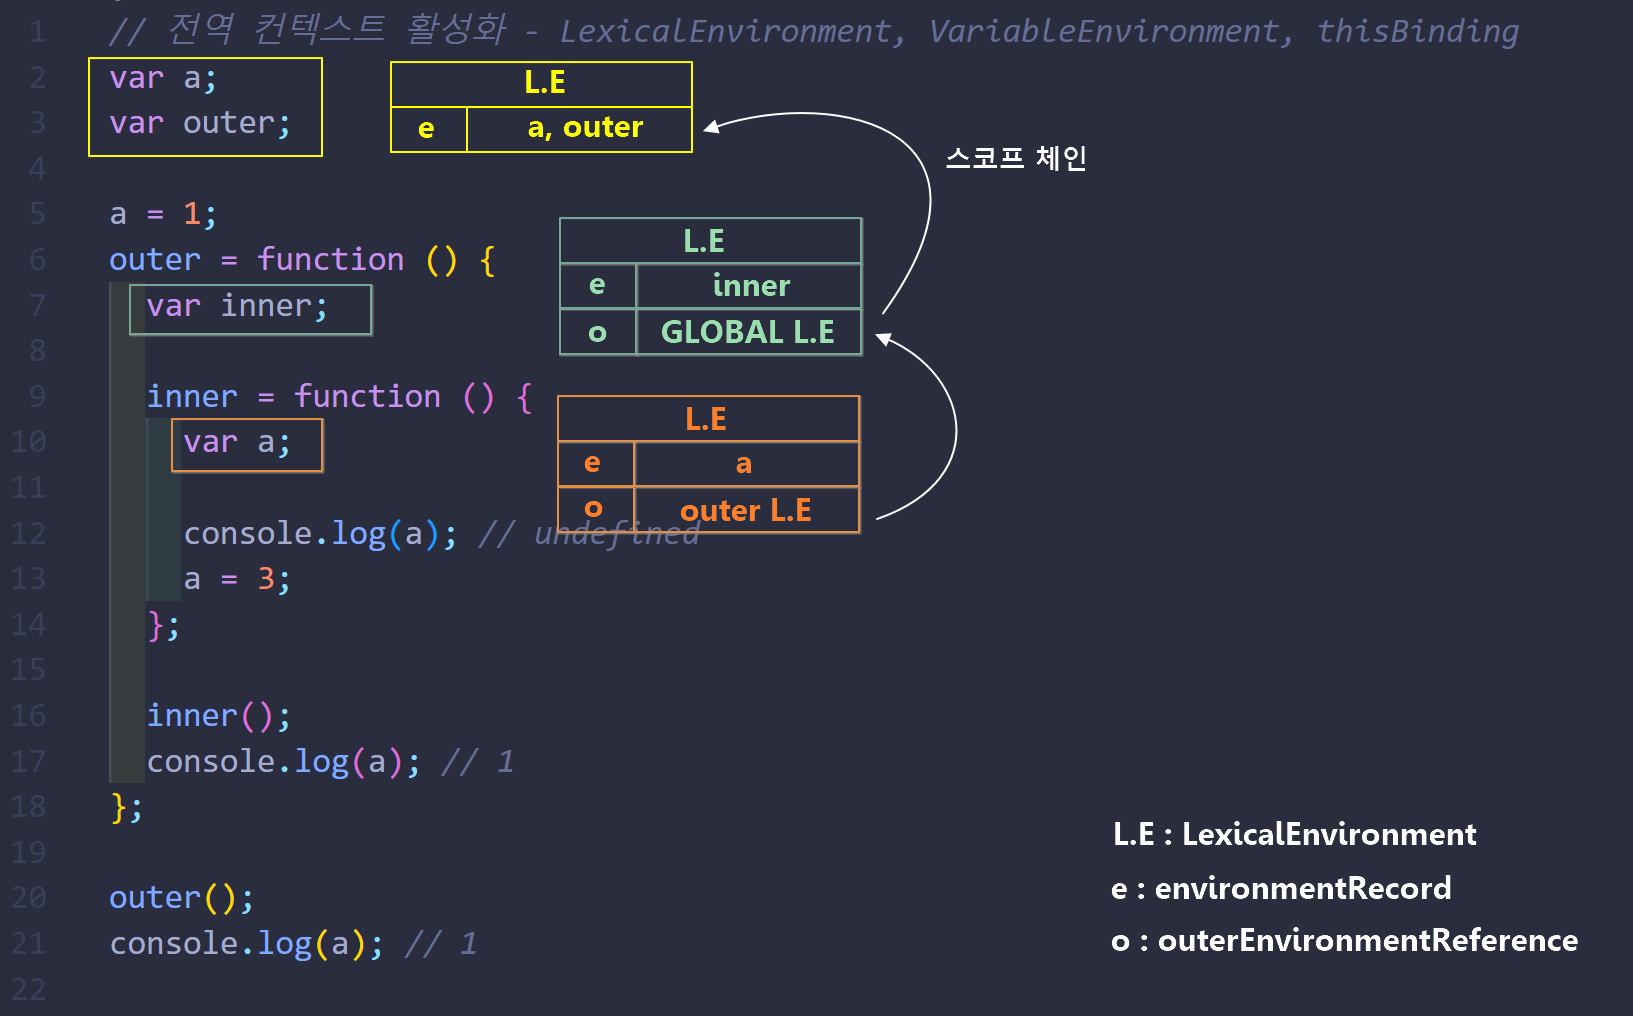 1 // 전역 컨텍스트 활성화 - LexicalEnvironment, VariableEnvironment, thisBinding
2 var a;
3 var outer;
4
5 a = 1;
6 outer = function () {
7 var inner;
8
9 inner = function () {
10 var a;
11
12 console.log(a); // undefined
13 a = 3;
14 };
15
16 inner();
17 console.log(a); // 1
18 };
19
20 outer();
21 console.log(a); // 1
22
L.E
e a, outer
스코프 체인
L.E
e inner
o GLOBAL L.E
L.E
e a
o outer L.E
L.E : LexicalEnvironment
e : environmentRecord
o : outerEnvironmentReference